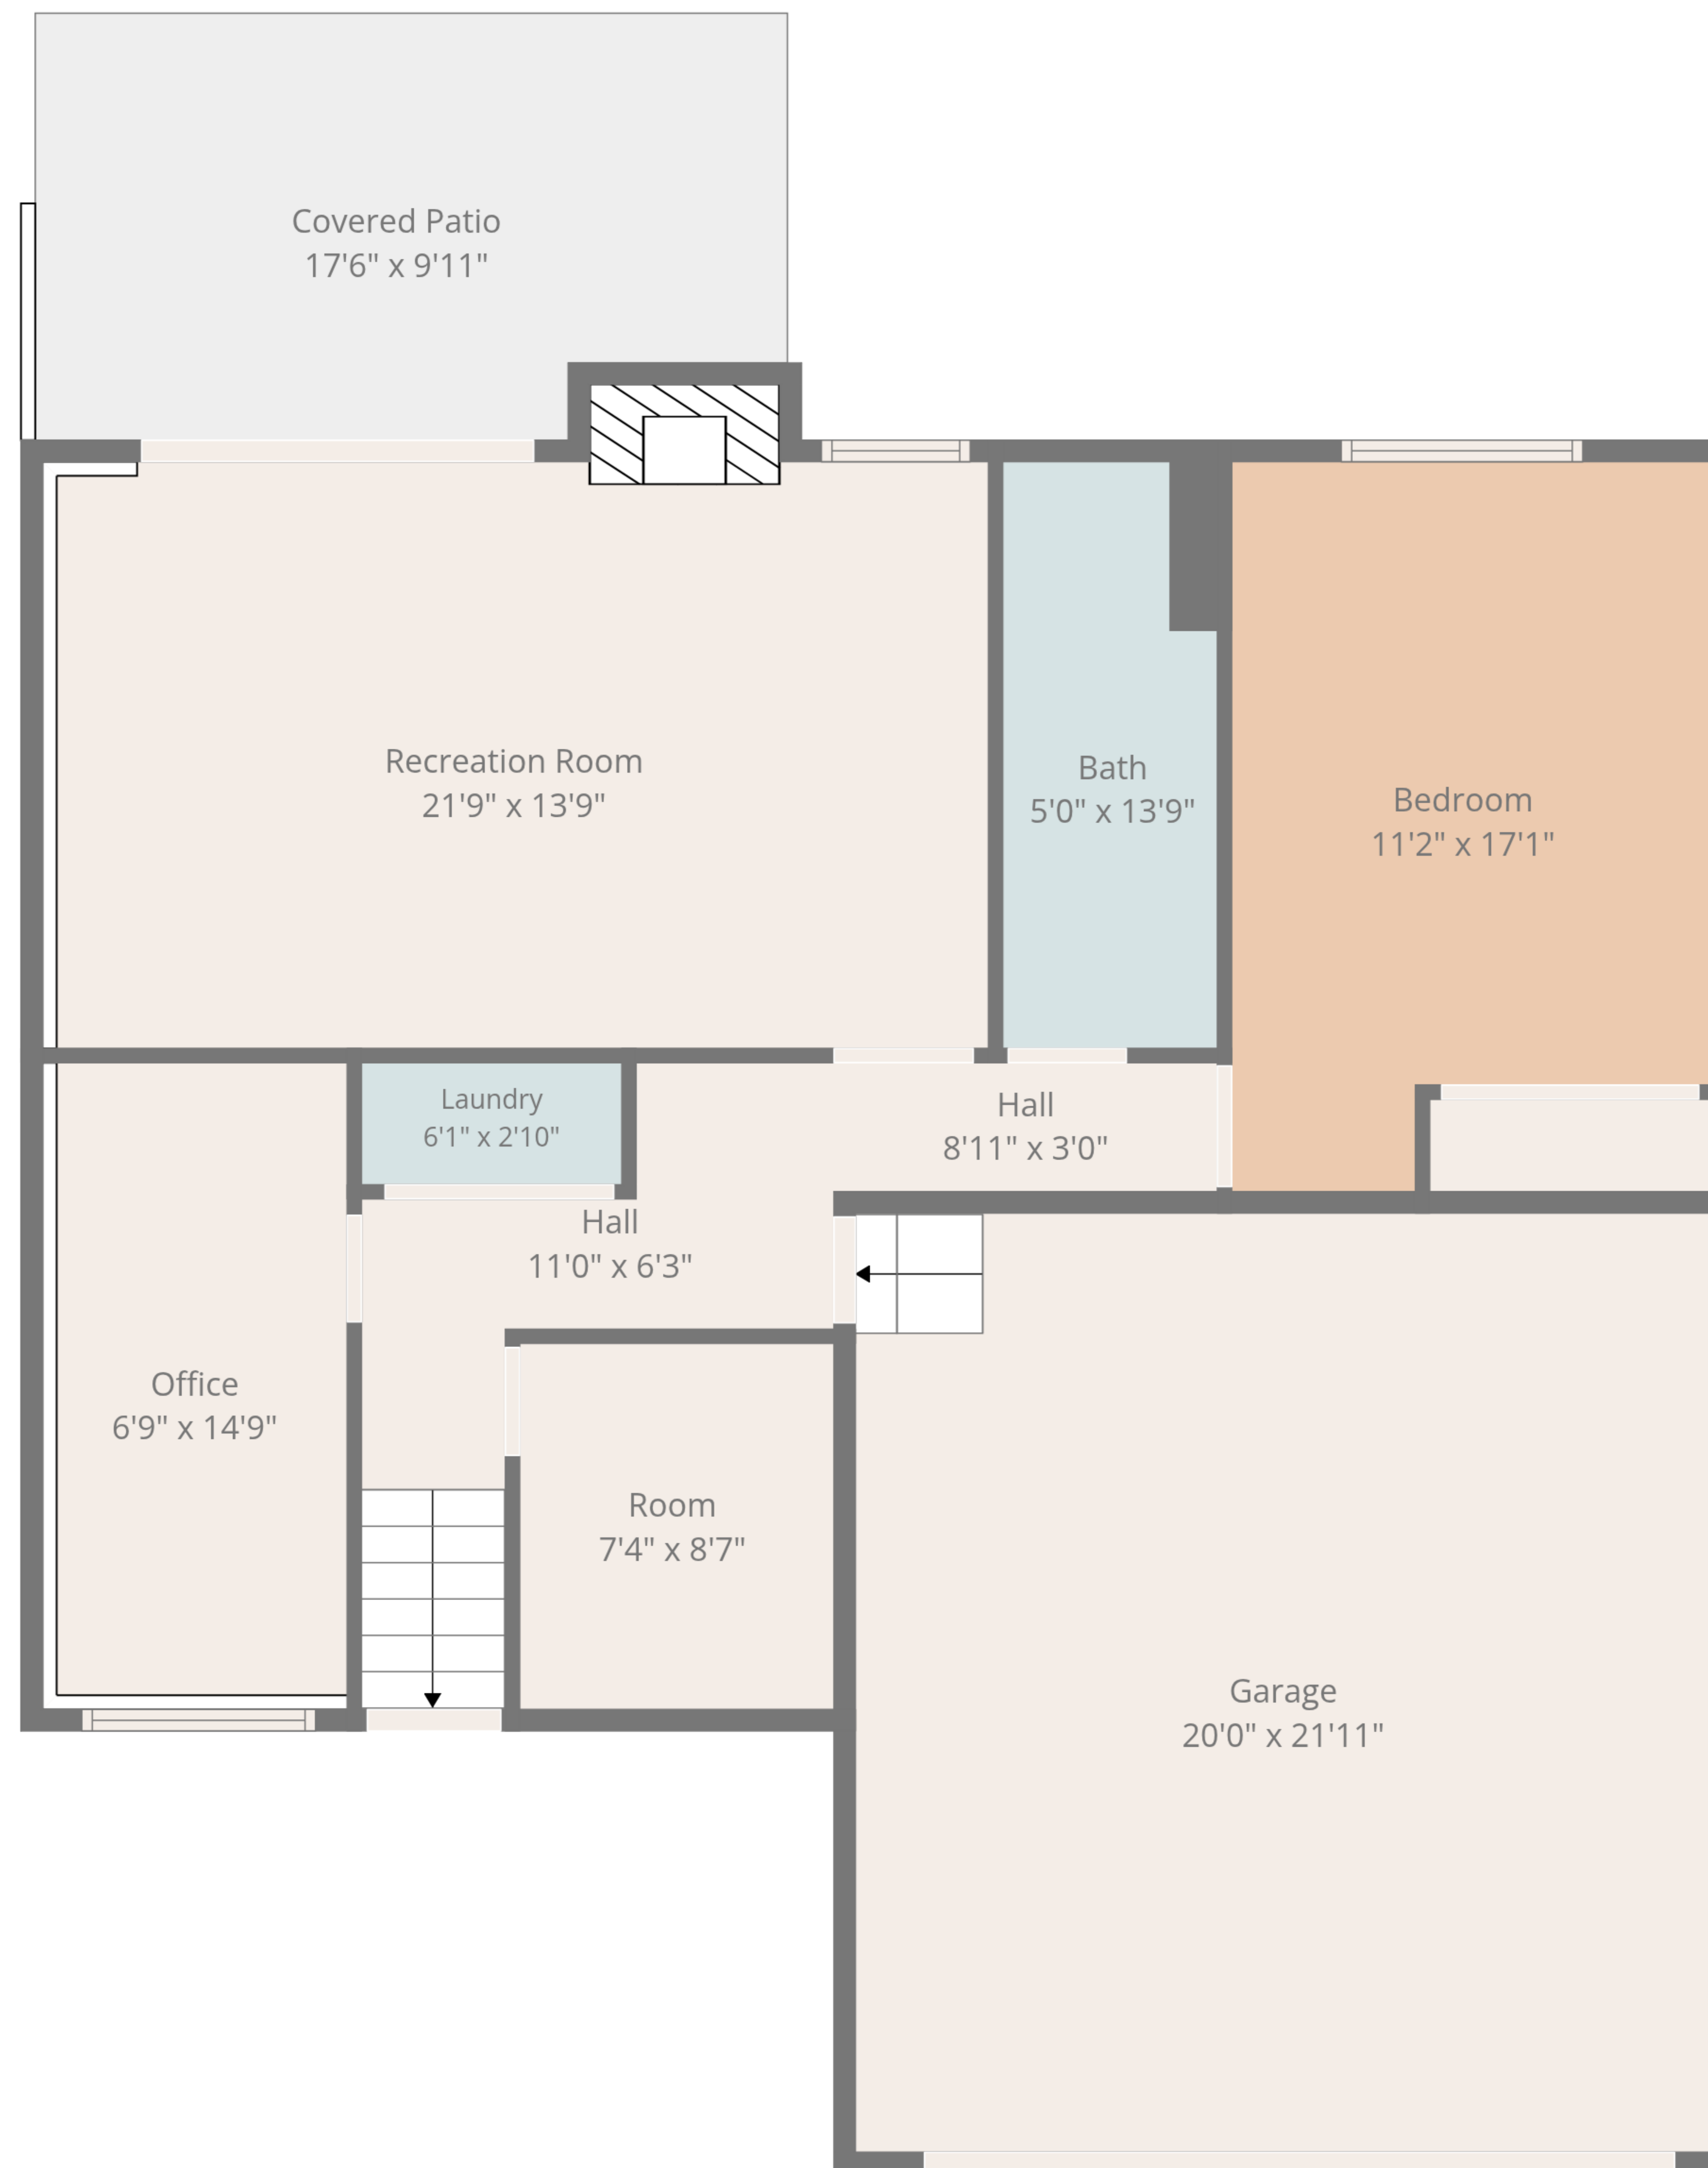 Covered Patio
17'6" x 9'11"
Recreation Room
21'9" x 13'9"
Bath
5'0" x 13'9"
Bedroom
11'2" x 17'1"
Laundry
6'1" x 2'10"
Hall
8'11" x 3'0"
Hall
11'0" x 6'3"
Office
6'9" x 14'9"
Room
7'4" x 8'7"
Garage
20'0" x 21'11"